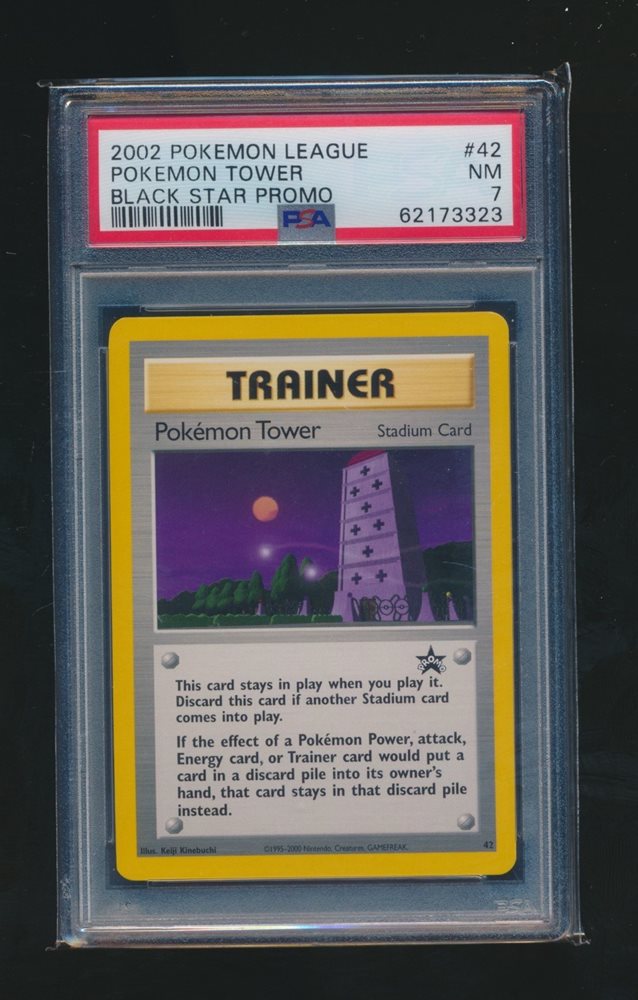 2002 POKEMON LEAGUE #42
POKEMON TOWER NM
BLACK STAR PROMO 7
PSA 62173323
TRAINER
Pokémon Tower Stadium Card
PROMO
This card stays in play when you play it.
Discard this card if another Stadium card
comes into play.
If the effect of a Pokémon Power, attack,
Energy card, or Trainer card would put a
card in a discard pile into its owner's
hand, that card stays in that discard pile
instead.
Illus. Keiji Kinebuchi ©1995-2000 Nintendo, Creatures, GAMEFREAK. 42
PSA